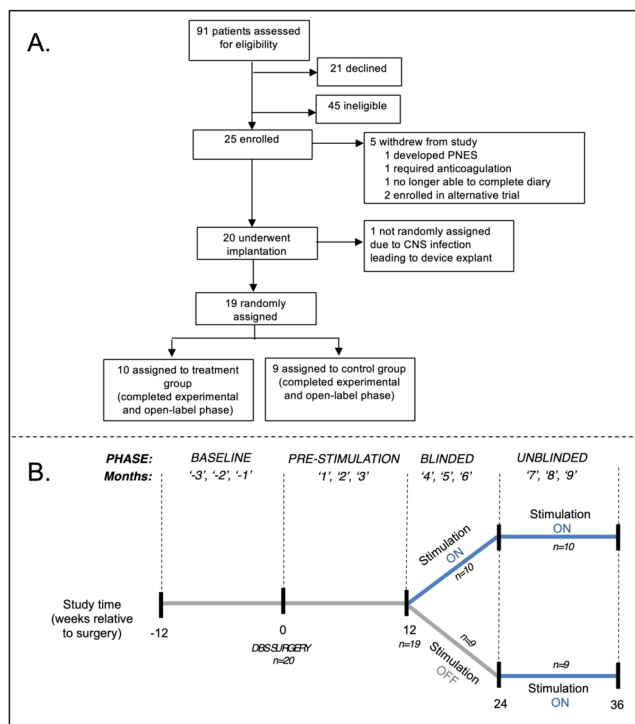 A.
91 patients assessed
for eligibility
21 declined
45 ineligible
25 enrolled
5 withdrew from study
1 developed PNES
1 required anticoagulation
1 no longer able to complete diary
2 enrolled in alternative trial
20 underwent
implantation
1 not randomly assigned
due to CNS infection
leading to device explant
19 randomly
assigned
10 assigned to treatment
group
(completed experimental
and open-label phase)
9 assigned to control group
(completed experimental
and open-label phase)
B.
PHASE: BASELINE PRE-STIMULATION BLINDED UNBLINDED
Months: '-3', '-2', '-1' '1', '2', '3' '4', '5', '6' '7', '8', '9'
Stimulation
ON
n=10
Stimulation
ON
n=10
Study time
(weeks relative
to surgery)
-12
0
DBS SURGERY
n=20
12
n=19
n=9
Stimulation
OFF
n=9
Stimulation
ON
24
36